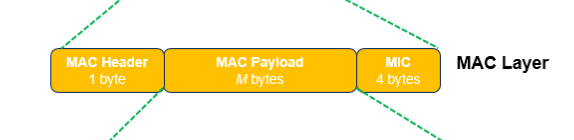 MAC Header
1 byte
MAC Payload
M bytes
MIC
4 bytes
MAC Layer